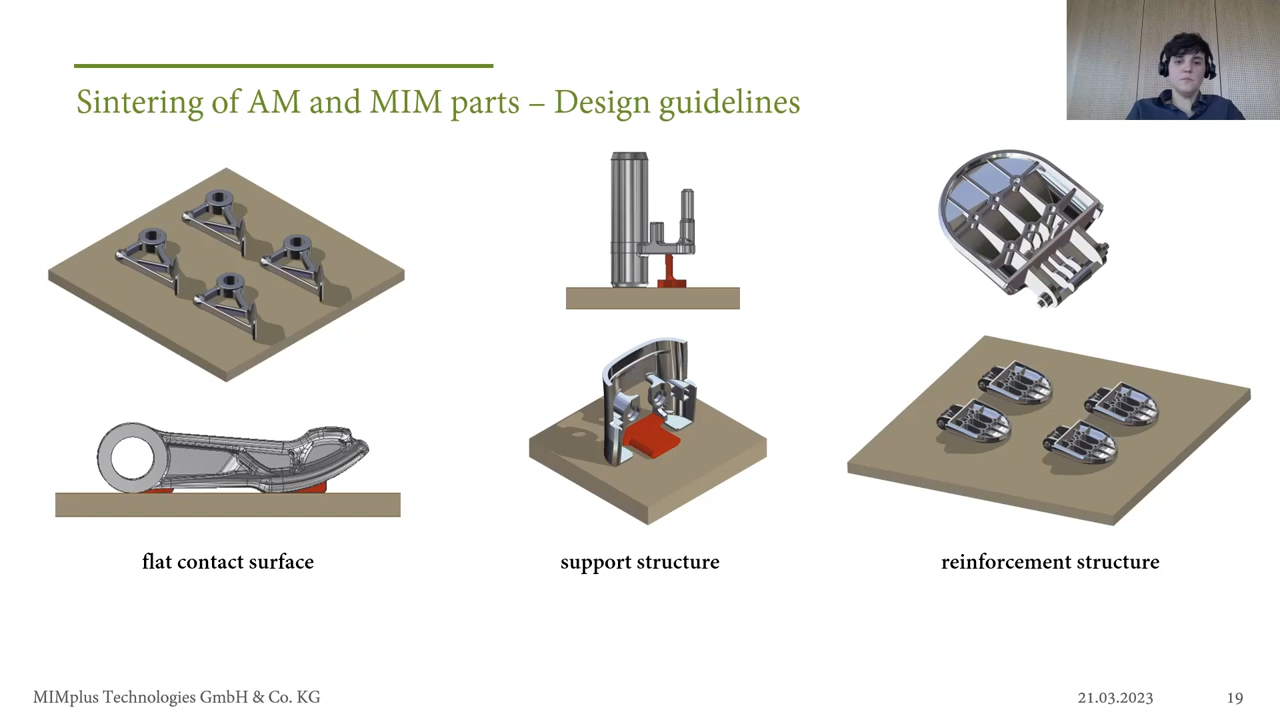 Sintering of AM and MIM parts – Design guidelines
flat contact surface
support structure
reinforcement structure
MIMplus Technologies GmbH & Co. KG
21.03.2023
19